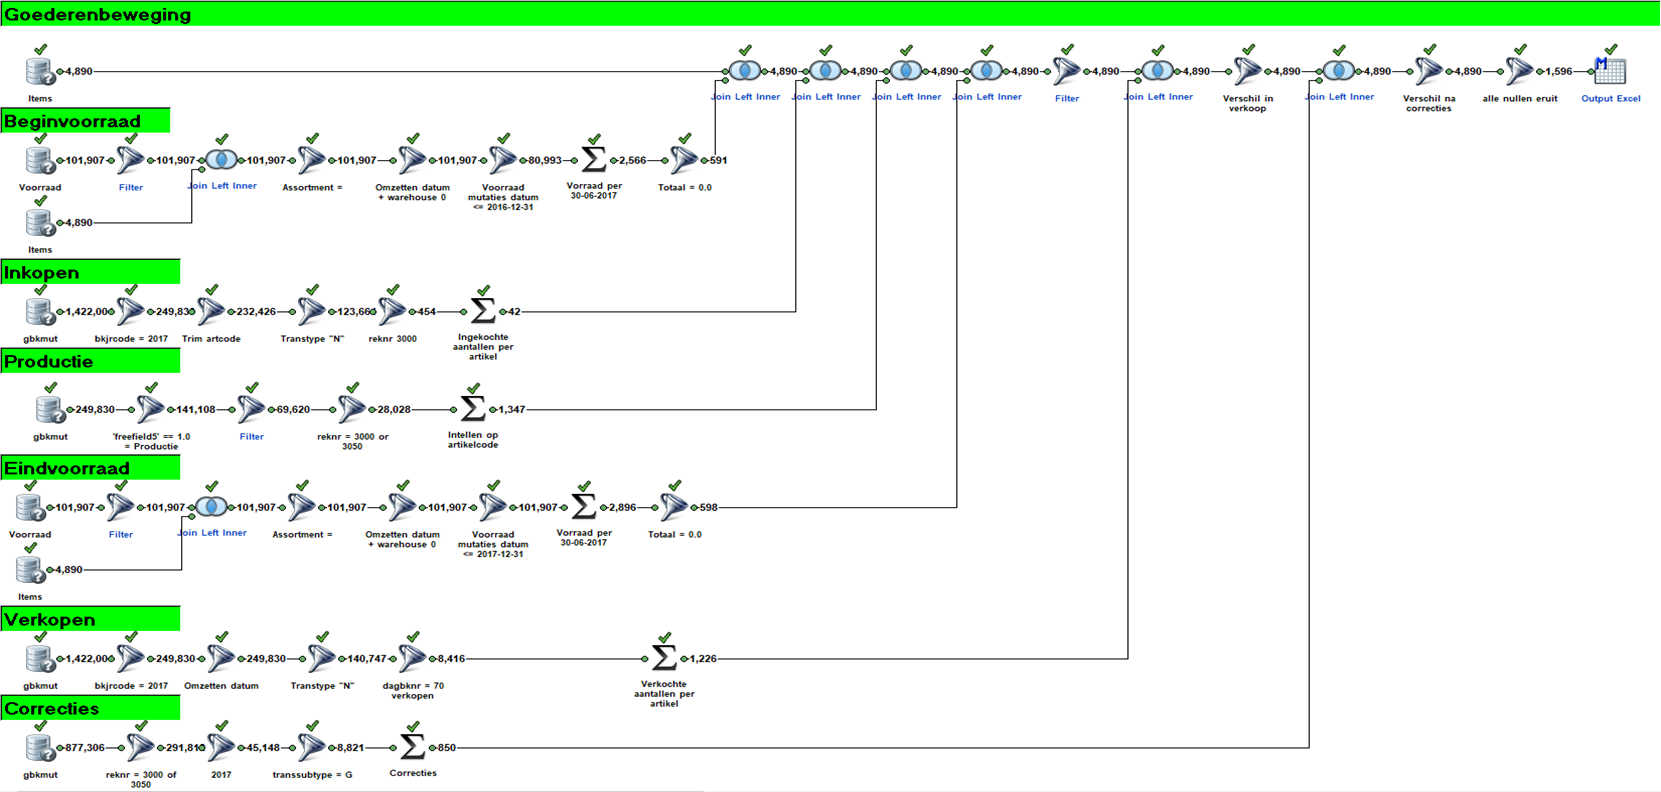 Goederenbeweging
4,890 4,890 4,890 4,890 4,890 4,890 4,890 4,890 4,890 4,890 1,596
Items Join Left Inner Join Left Inner Join Left Inner Join Left Inner Filter Join Left Inner Verschil in verkoop Join Left Inner Verschil na correcties alle nullen eruit Output Excel
Beginvoorraad
101,907 101,907 101,907 101,907 101,907 80,993 2,566 591
Voorraad Filter Join Left Inner Assortment = Omzetten datum + warehouse 0 Voorraad mutaties datum <= 2016-12-31 Vorraad per 30-06-2017 Totaal = 0.0
4,890
Items
Inkopen
1,422,00 249,83 232,426 123,66 454 42
gbkmut bkjrcode = 2017 Trim artcode Transtype "N" reknr 3000 Ingekochte aantallen per artikel
Productie
249,830 141,108 69,620 28,028 1,347
gbkmut 'freefield5' == 1.0 = Productie Filter reknr = 3000 or 3050 Intellen op artikelcode
Eindvoorraad
101,907 101,907 101,907 101,907 101,907 101,907 2,896 598
Voorraad Filter Join Left Inner Assortment = Omzetten datum + warehouse 0 Voorraad mutaties datum <= 2017-12-31 Vorraad per 30-06-2017 Totaal = 0.0
4,890
Items
Verkopen
1,422,00 249,830 249,830 140,747 8,416 1,226
gbkmut bkjrcode = 2017 Omzetten datum Transtype "N" dagbknr = 70 verkopen Verkochte aantallen per artikel
Correcties
877,306 291,81 45,148 8,821 850
gbkmut reknr = 3000 of 3050 2017 transsubtype = G Correcties